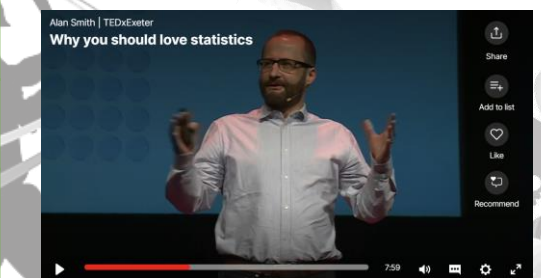 Alan Smith | TEDxExeter
Why you should love statistics
Share
Add to list
Like
Recommend
7:59